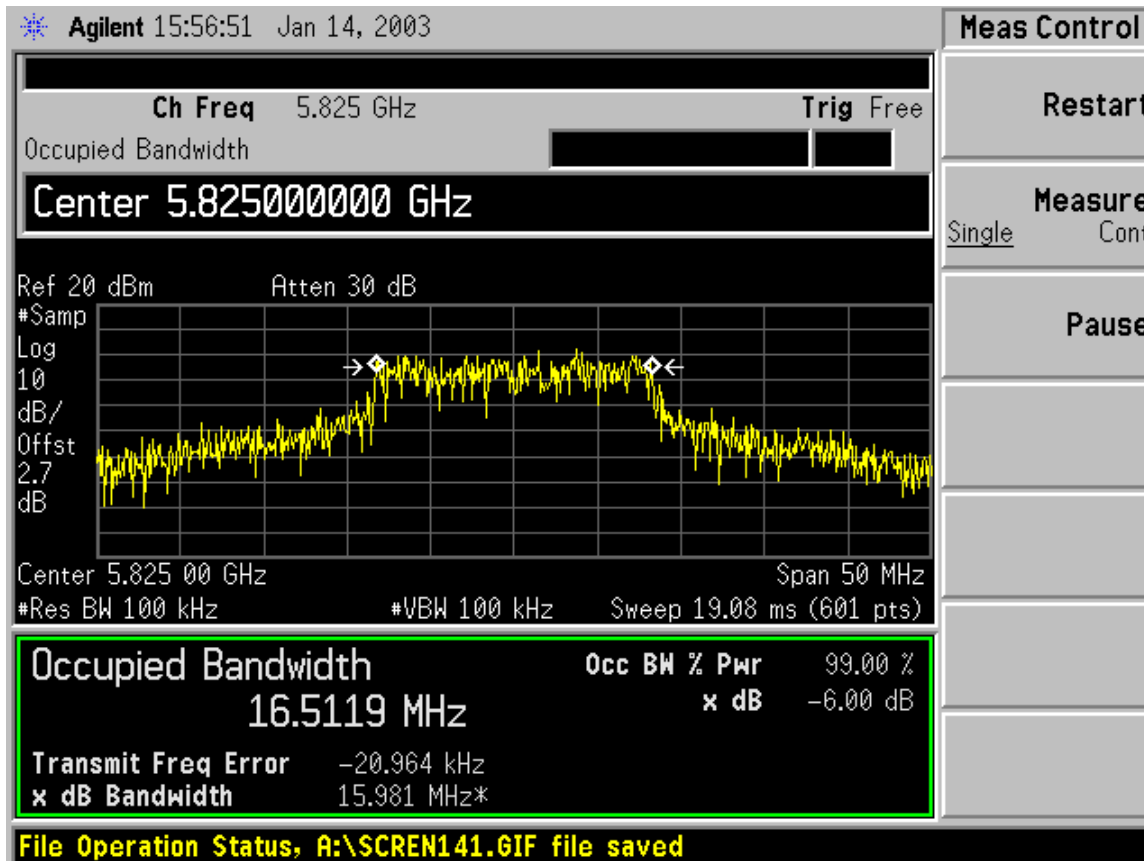 Agilent 15:56:51 Jan 14, 2003
Meas Control
Ch Freq 5.825 GHz
Trig Free
Occupied Bandwidth
Center 5.825000000 GHz
Restart
Measure
Single Cont
Pause
Ref 20 dBm Atten 30 dB
#Samp
Log
10
dB/
Offst
2.7
dB
Center 5.825 00 GHz Span 50 MHz
#Res BW 100 kHz #VBW 100 kHz Sweep 19.08 ms (601 pts)
Occupied Bandwidth
16.5119 MHz
Occ BW % Pwr 99.00 %
x dB -6.00 dB
Transmit Freq Error -20.964 kHz
x dB Bandwidth 15.981 MHz*
File Operation Status, A:\SCREN141.GIF file saved